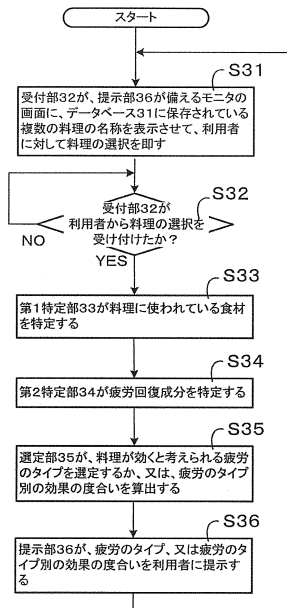 スタート
S31
受付部32が、提示部36が備えるモニタの
画面に、データベース31に保存されている
複数の料理の名称を表示させて、利用者
に対して料理の選択を即す
S32
受付部32が
利用者から料理の選択を
受け付けたか？
NO
YES
S33
第1特定部33が料理に使われている食材
を特定する
S34
第2特定部34が疲労回復成分を特定する
S35
選定部35が、料理が効くと考えられる疲労
のタイプを選定するか、又は、疲労のタイプ
別の効果の度合いを算出する
S36
提示部36が、疲労のタイプ、又は疲労のタ
イプ別の効果の度合いを利用者に提示す
る